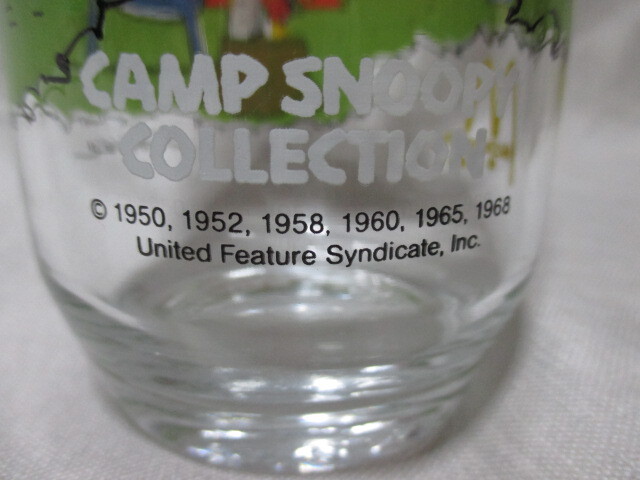 CAMP SNOOPY
COLLECTION
© 1950, 1952, 1958, 1960, 1965, 1968
United Feature Syndicate, Inc.